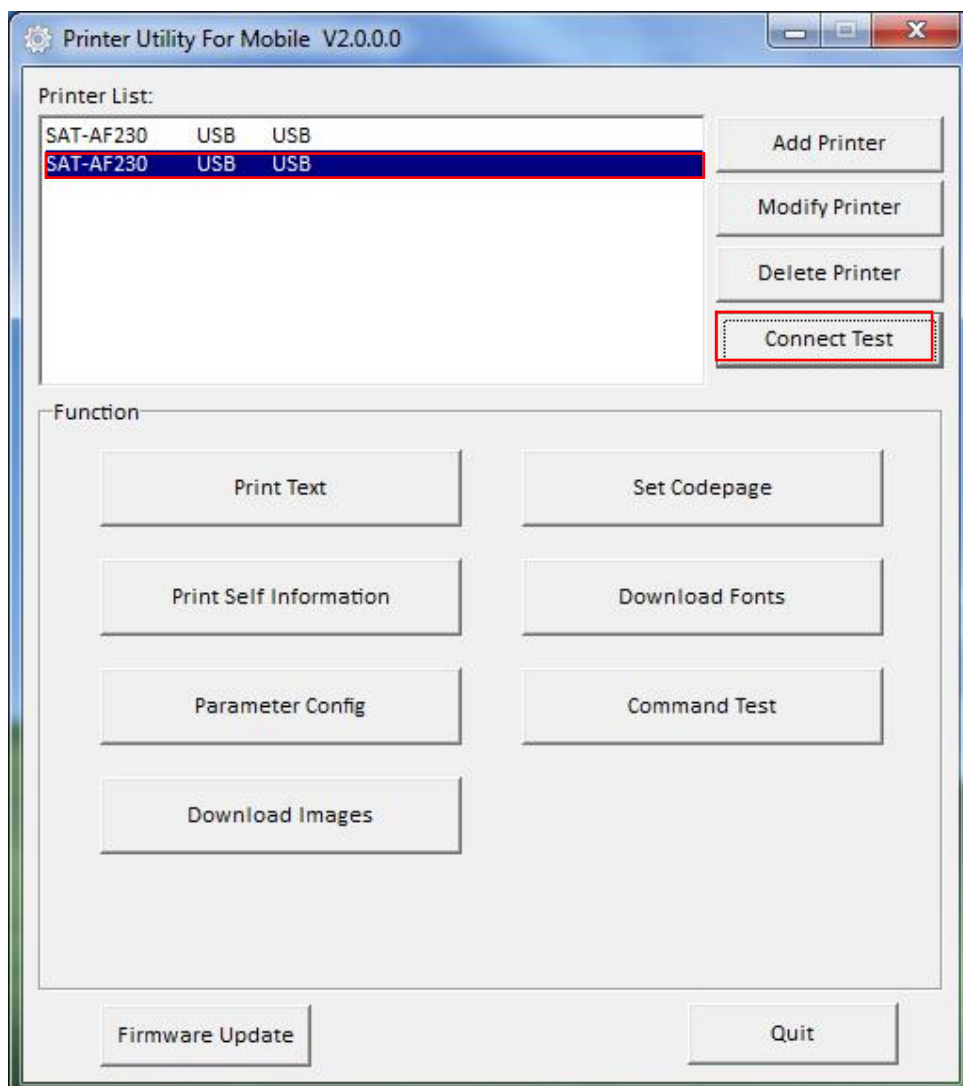 Printer Utility For Mobile V2.0.0.0
Printer List:
SAT-AF230 USB USB
SAT-AF230 USB USB
Add Printer
Modify Printer
Delete Printer
Connect Test
Function
Print Text
Set Codepage
Print Self Information
Download Fonts
Parameter Config
Command Test
Download Images
Firmware Update
Quit